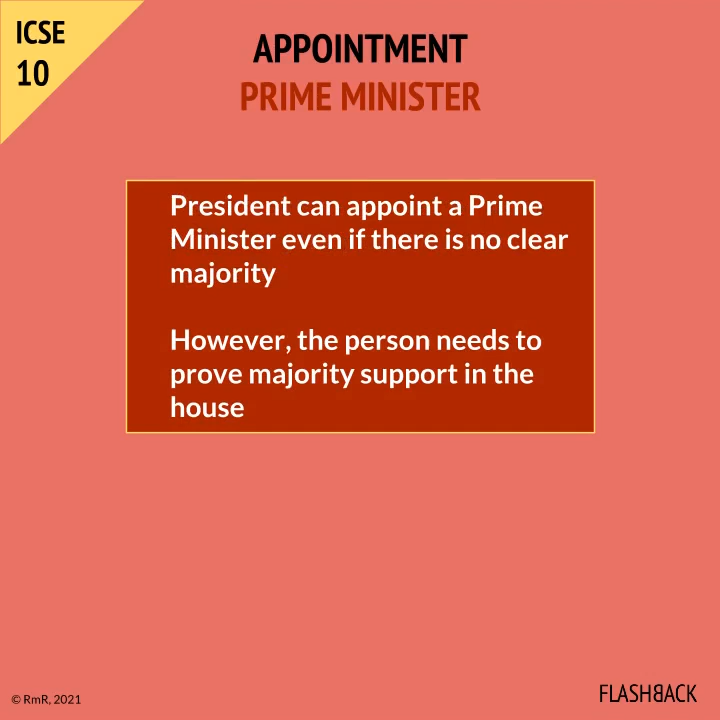 ICSE
10
APPOINTMENT
PRIME MINISTER
President can appoint a Prime
Minister even if there is no clear
majority
However, the person needs to
prove majority support in the
house
© RmR, 2021
FLASHBACK